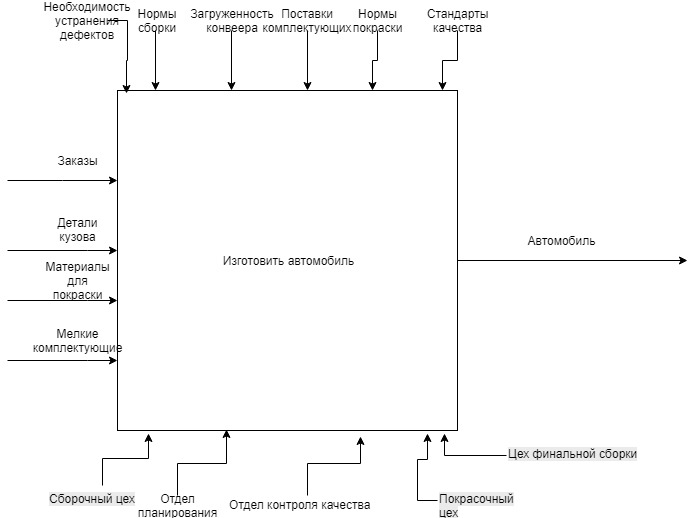 Необходимость
устранения
дефектов
Нормы
сборки
Загруженность
конвеера
Поставки
комплектующих
Нормы
покраски
Стандарты
качества
Заказы
Детали
кузова
Материалы
для
покраски
Мелкие
комплектующие
Изготовить автомобиль
Автомобиль
Сборочный цех
Отдел
планирования
Отдел контроля качества
Покрасочный
цех
Цех финальной сборки